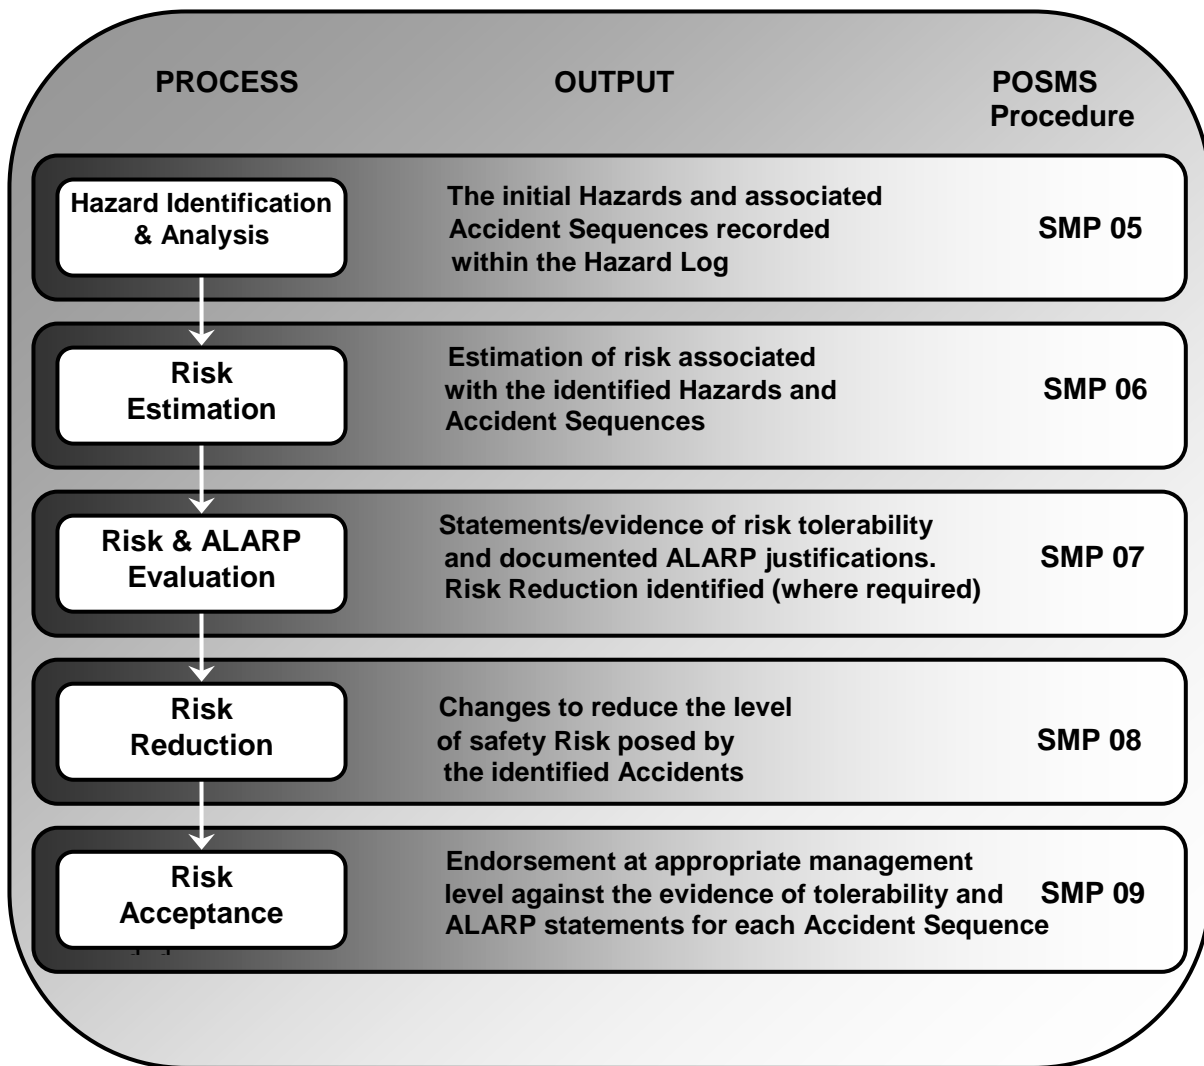 PROCESS OUTPUT POSMS
Procedure
Hazard Identification
& Analysis
The initial Hazards and associated
Accident Sequences recorded
within the Hazard Log
SMP 05
Risk
Estimation
Estimation of risk associated
with the identified Hazards and
Accident Sequences
SMP 06
Risk & ALARP
Evaluation
Statements/evidence of risk tolerability
and documented ALARP justifications.
Risk Reduction identified (where required)
SMP 07
Risk
Reduction
Changes to reduce the level
of safety Risk posed by
the identified Accidents
SMP 08
Risk
Acceptance
Endorsement at appropriate management
level against the evidence of tolerability and
ALARP statements for each Accident Sequence
SMP 09